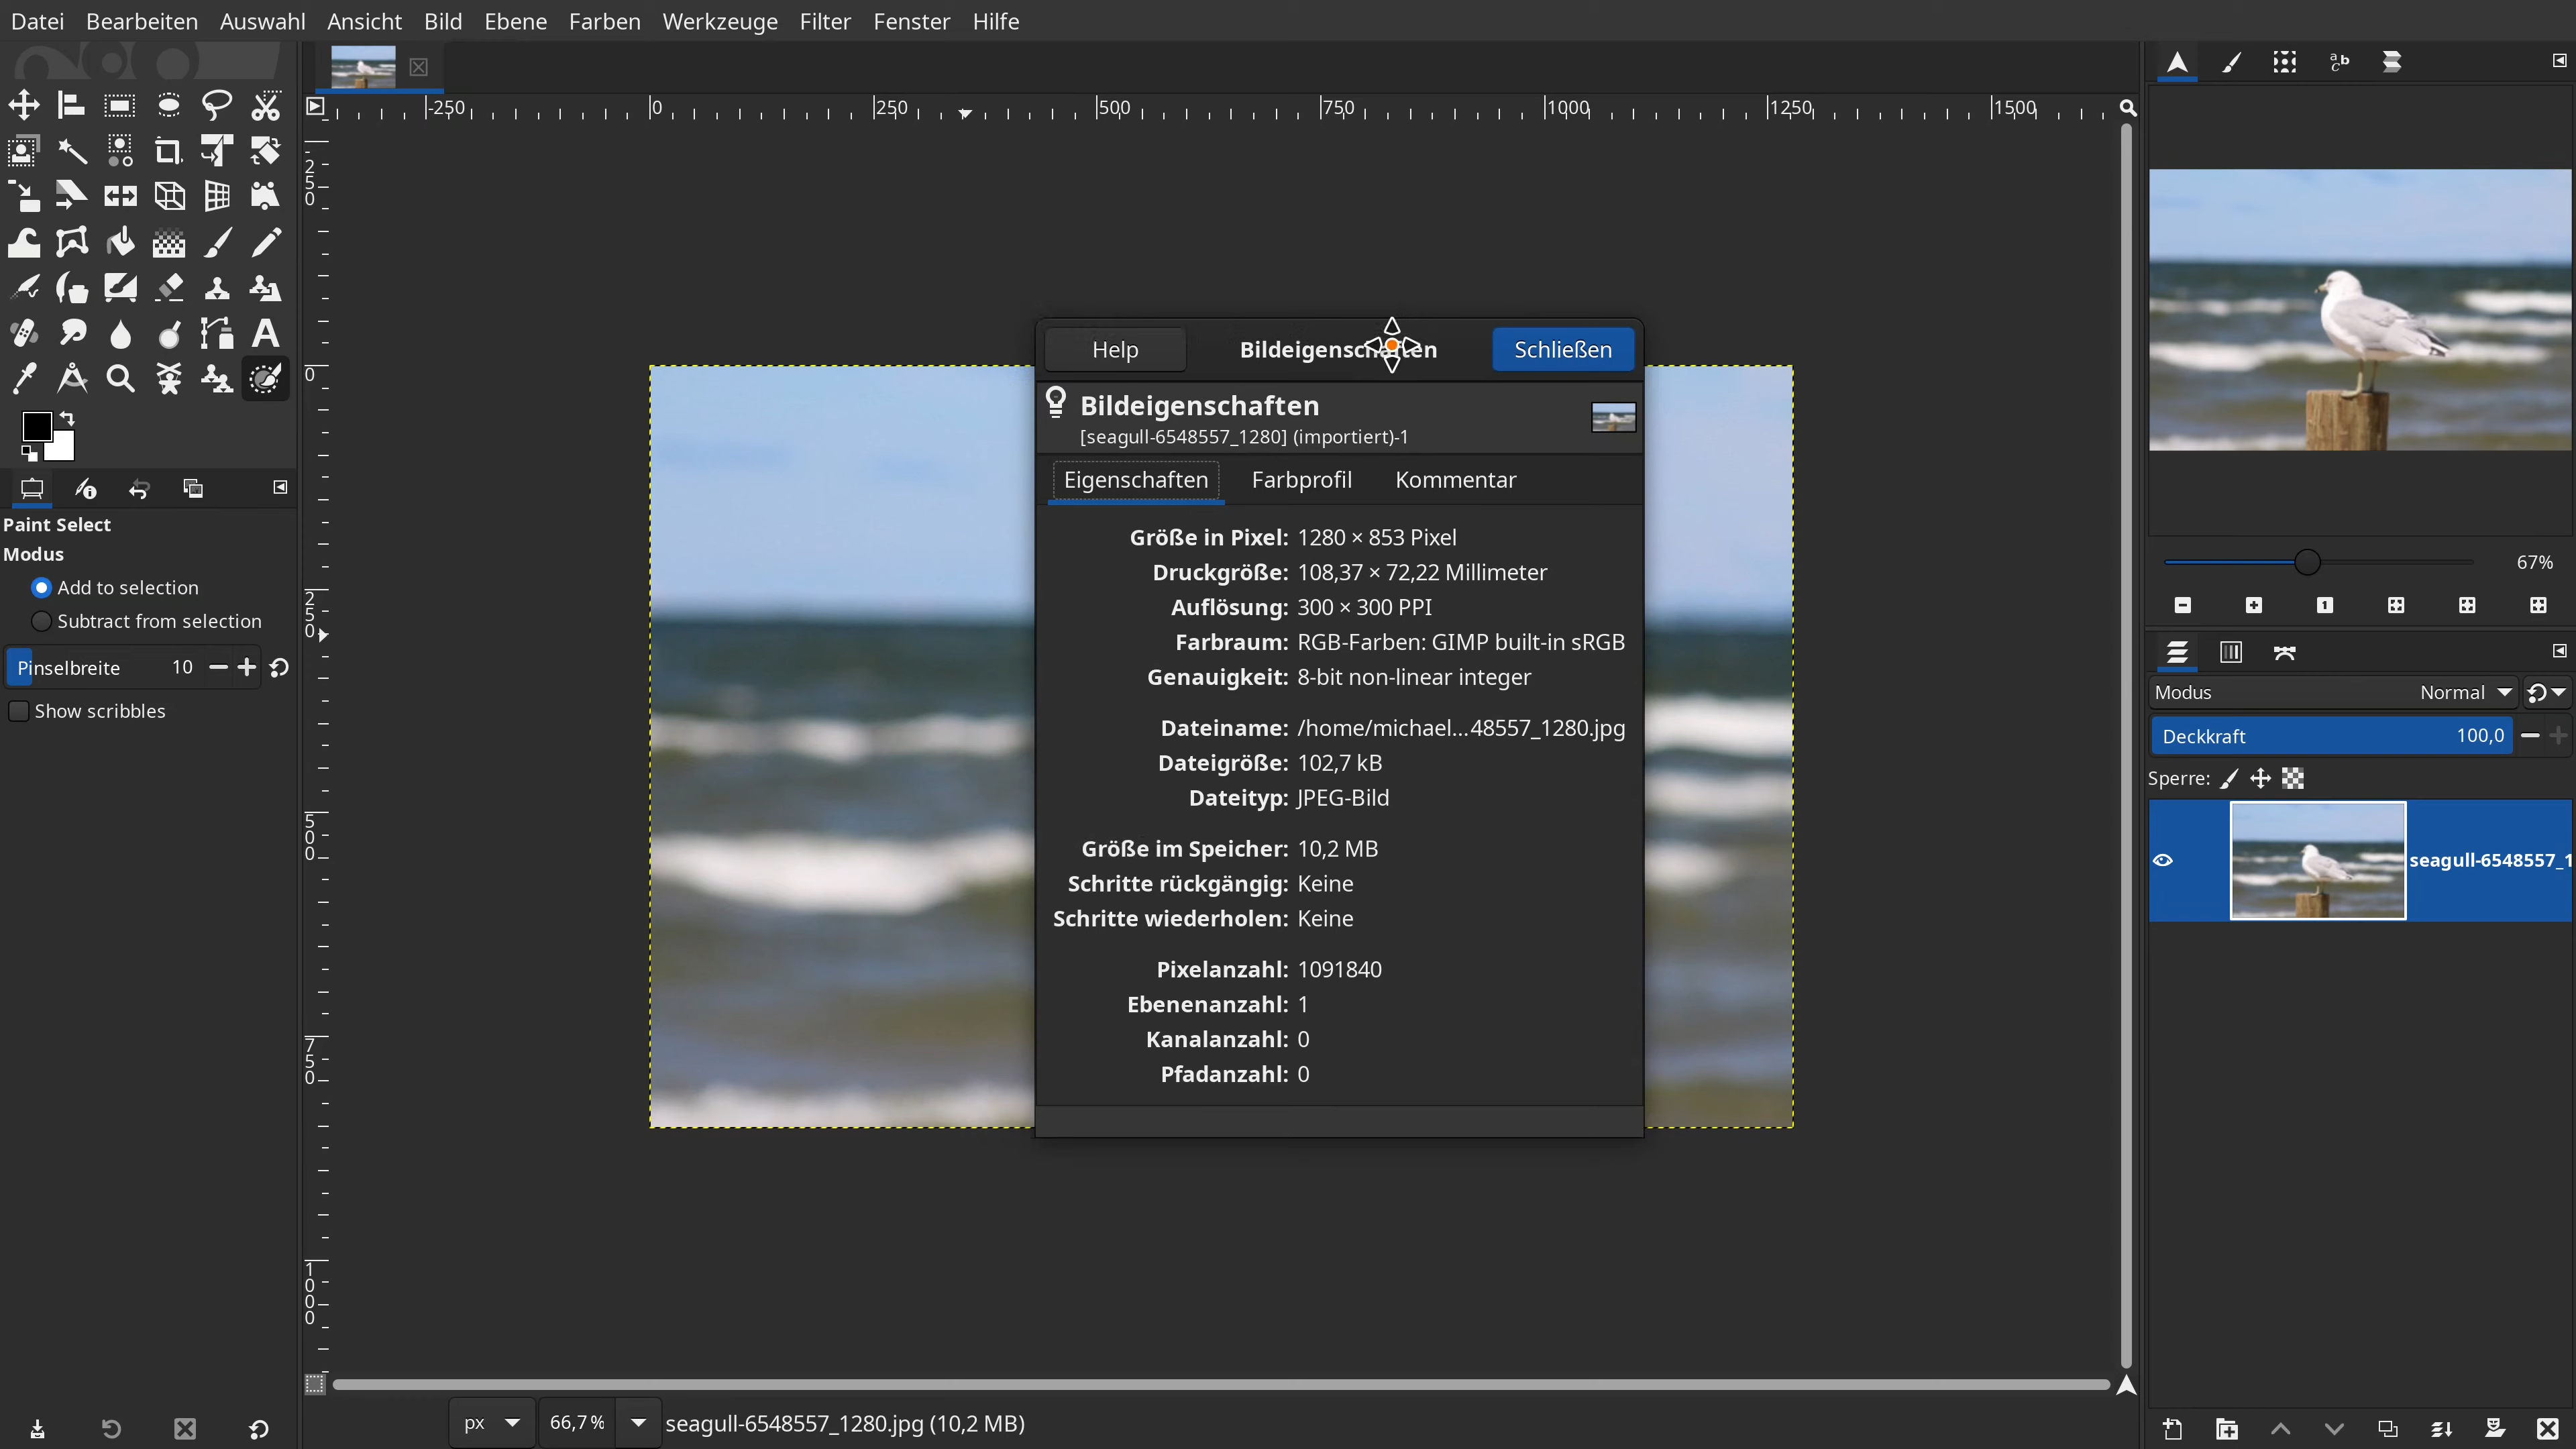 Datei Bearbeiten Auswahl Ansicht Bild Ebene Farben Werkzeuge Filter Fenster Hilfe
-250 0 250 500 750 1000 1250 1500
Help Bildeigenschaften Schließen
Bildeigenschaften
[seagull-6548557_1280] (importiert)-1
Eigenschaften Farbprofil Kommentar
Größe in Pixel: 1280 × 853 Pixel
Druckgröße: 108,37 × 72,22 Millimeter
Auflösung: 300 × 300 PPI
Farbraum: RGB-Farben: GIMP built-in sRGB
Genauigkeit: 8-bit non-linear integer
Dateiname: /home/michael...48557_1280.jpg
Dateigröße: 102,7 kB
Dateityp: JPEG-Bild
Größe im Speicher: 10,2 MB
Schritte rückgängig: Keine
Schritte wiederholen: Keine
Pixelanzahl: 1091840
Ebenenanzahl: 1
Kanalanzahl: 0
Pfadanzahl: 0
Paint Select
Modus
Add to selection
Subtract from selection
Pinselbreite 10
Show scribbles
-250
0
250
500
750
1000
67%
Modus Normal
Deckkraft 100,0
Sperre:
seagull-6548557_1
px 66,7 % seagull-6548557_1280.jpg (10,2 MB)